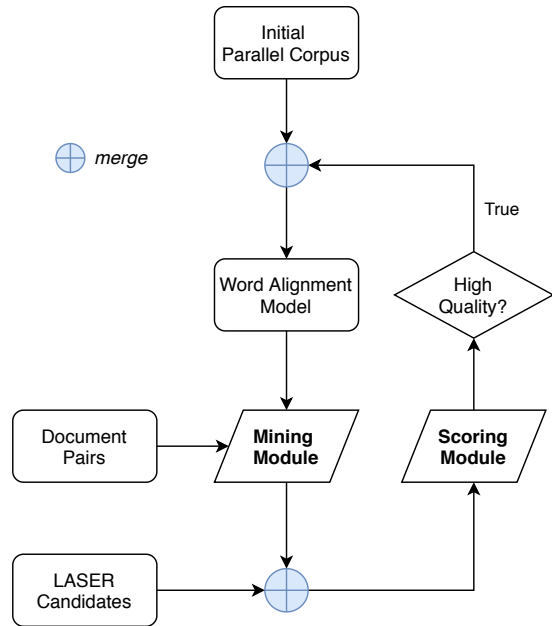 Initial
Parallel Corpus
merge
True
Word Alignment
Model
High
Quality?
Document
Pairs
Mining
Module
Scoring
Module
LASER
Candidates